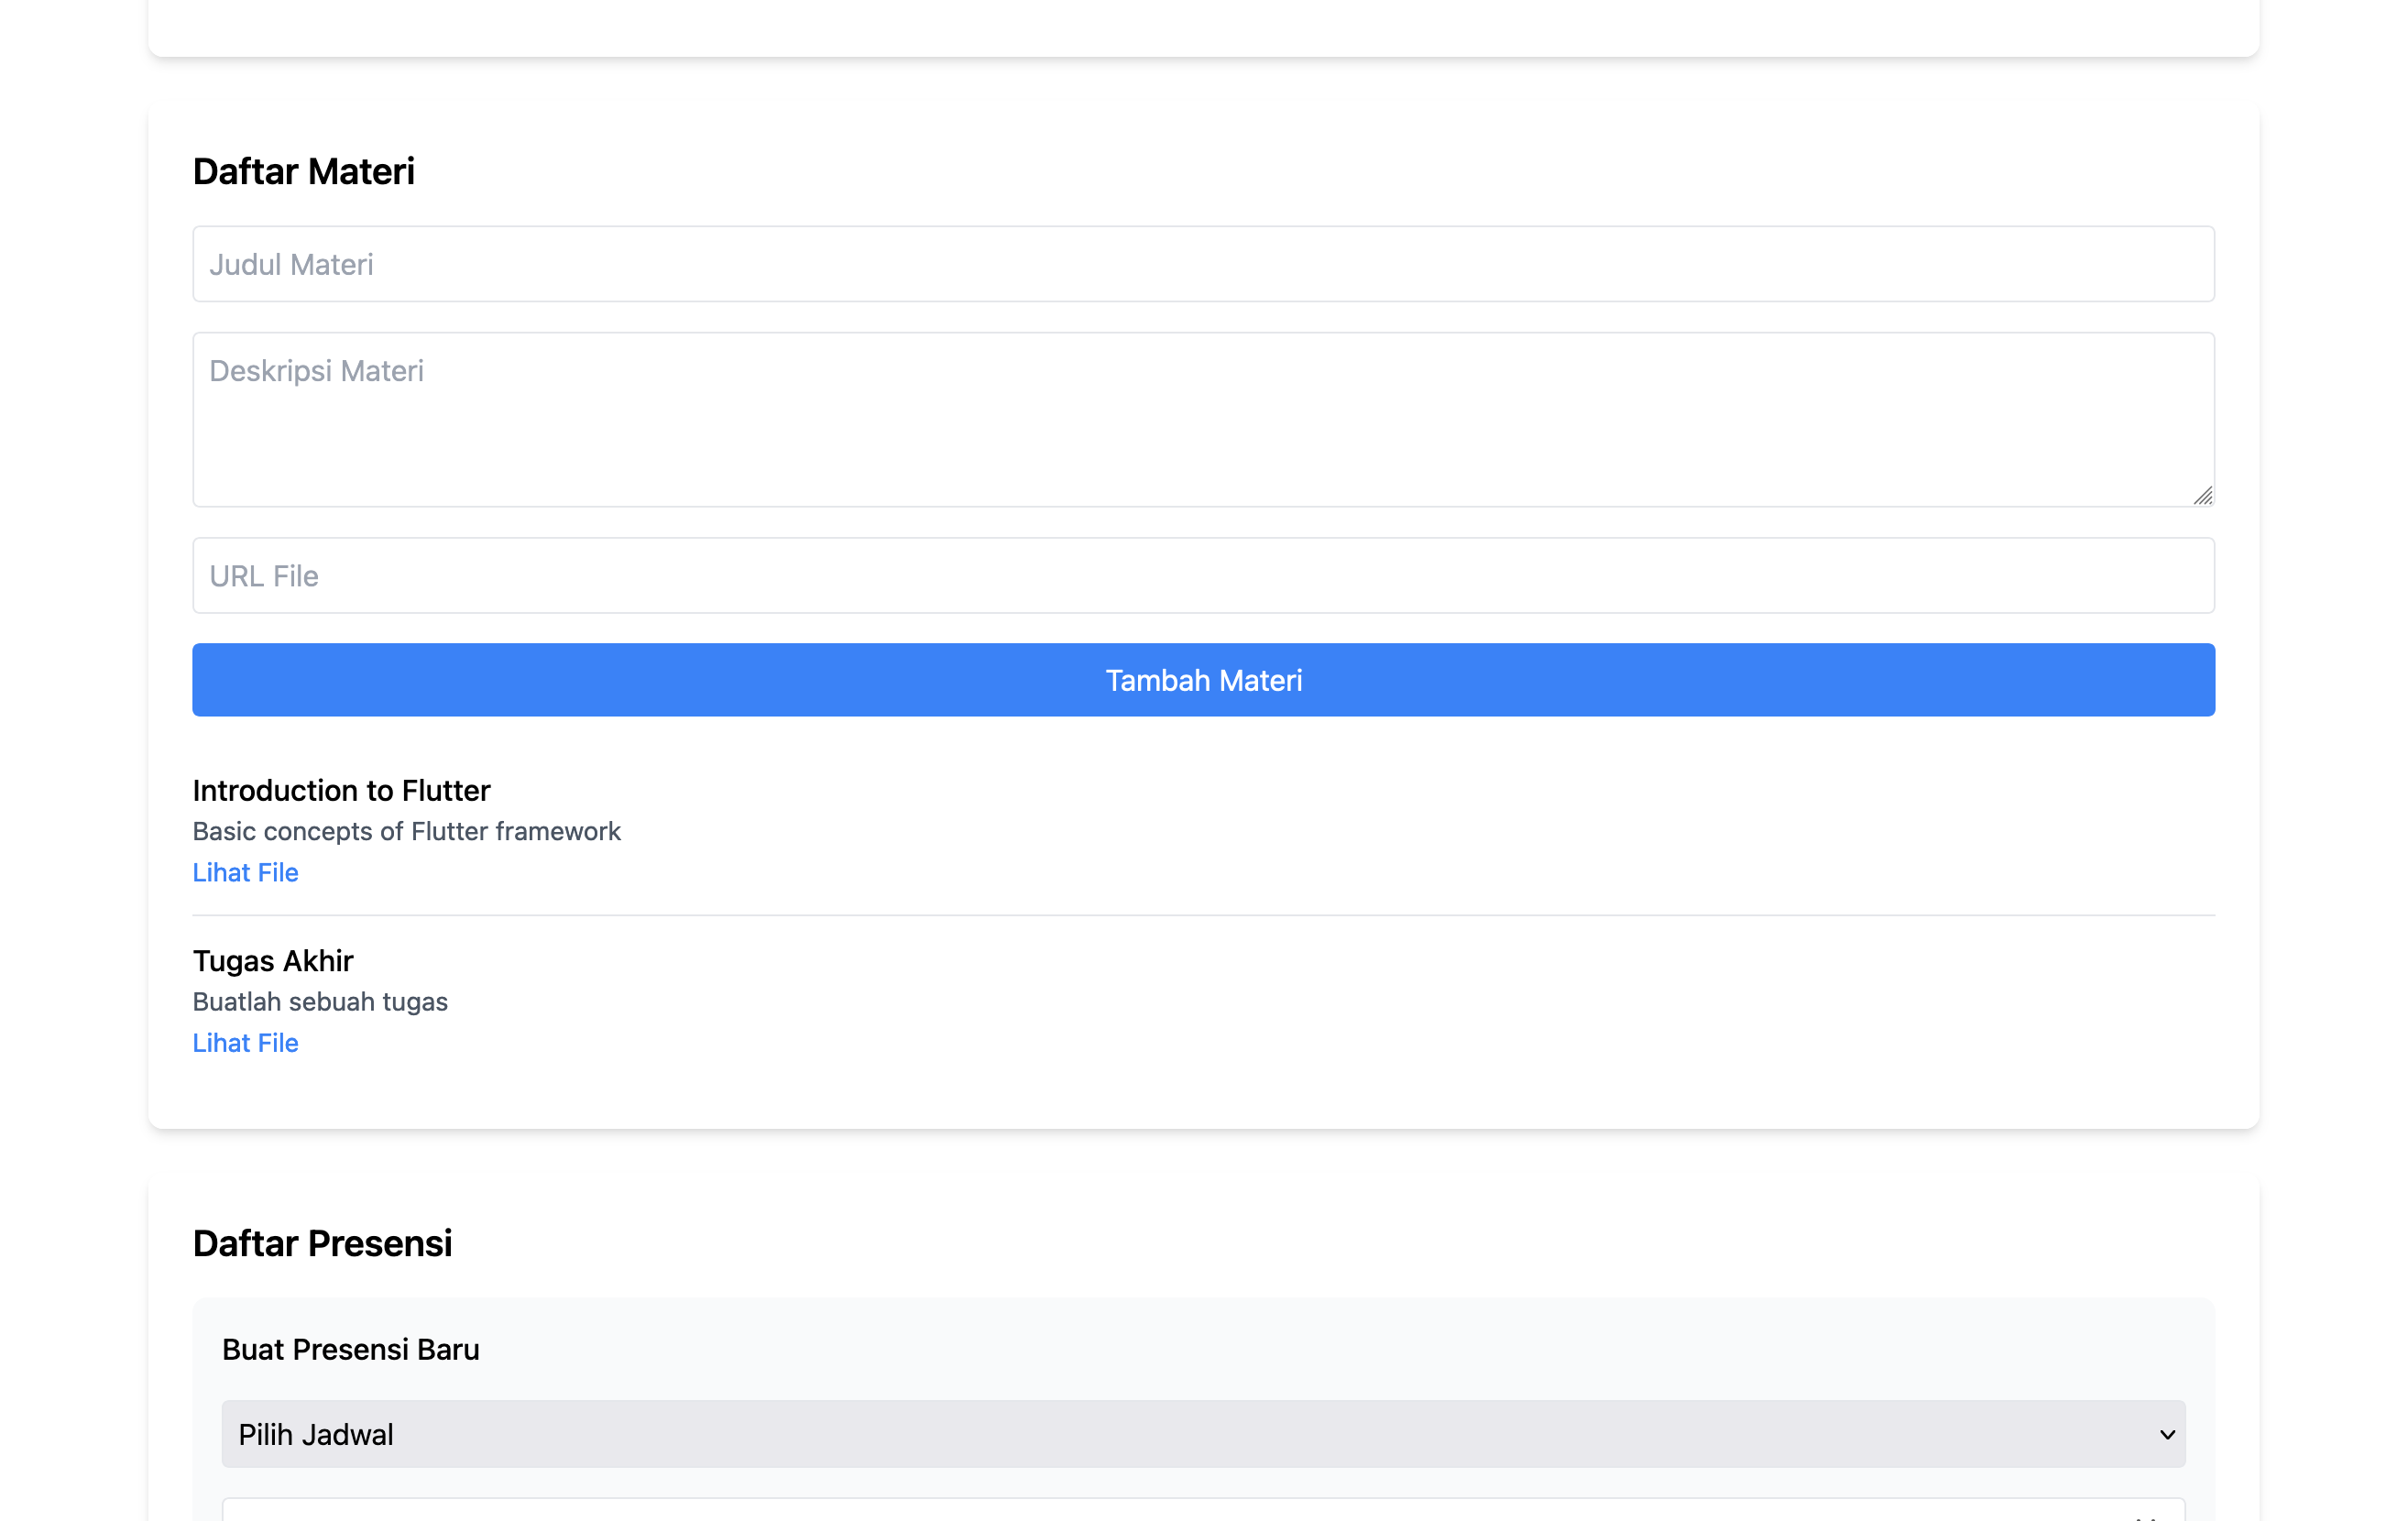 Daftar Materi
Judul Materi
Deskripsi Materi
URL File
Tambah Materi
Introduction to Flutter
Basic concepts of Flutter framework
Lihat File
Tugas Akhir
Buatlah sebuah tugas
Lihat File
Daftar Presensi
Buat Presensi Baru
Pilih Jadwal